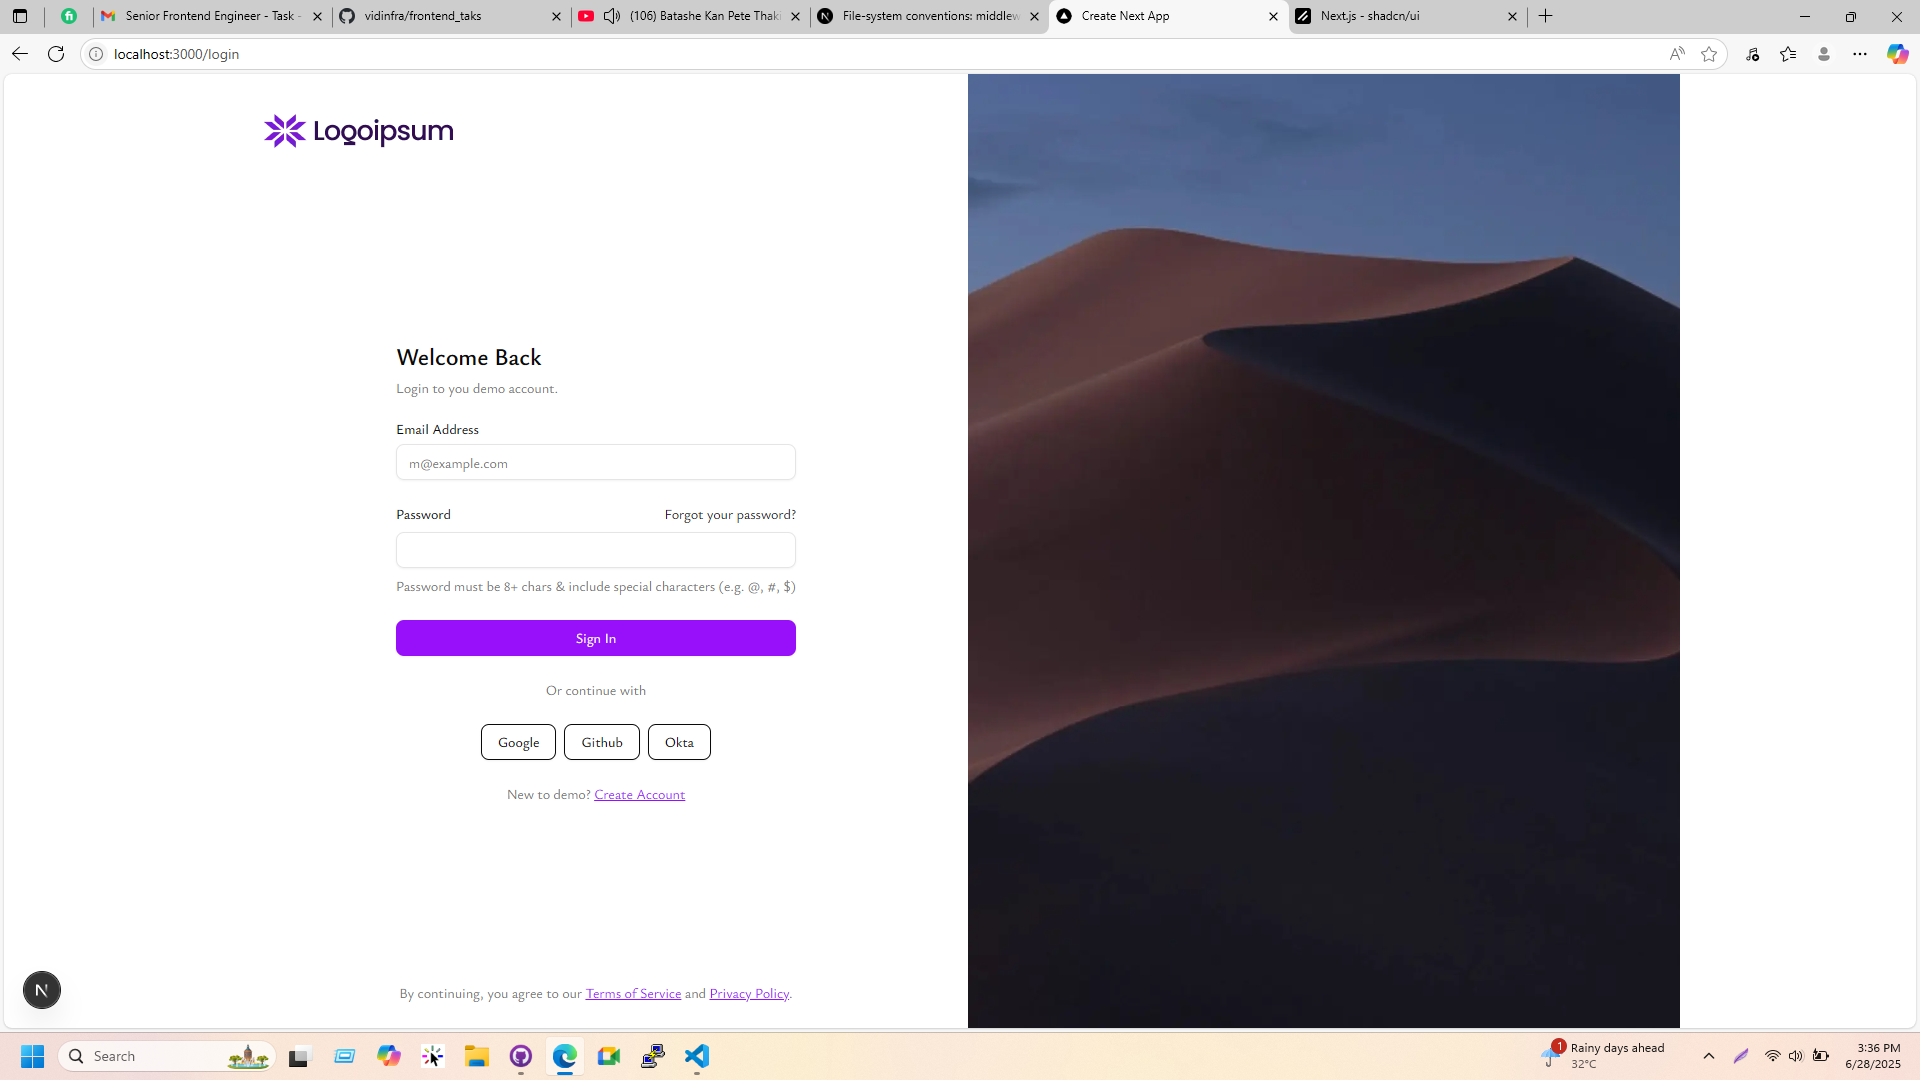 Senior Frontend Engineer - Task -
vidinfra/frontend_taks
(106) Batashe Kan Pete Thaki
File-system conventions: middlew
Create Next App
Next.js - shadcn/ui
localhost:3000/login
Logoipsum
Welcome Back
Login to you demo account.
Email Address
m@example.com
Password
Forgot your password?
Password must be 8+ chars & include special characters (e.g. @, #, $)
Sign In
Or continue with
Google
Github
Okta
New to demo? Create Account
N
By continuing, you agree to our Terms of Service and Privacy Policy.
Search
1
Rainy days ahead
32°C
3:36 PM
6/28/2025